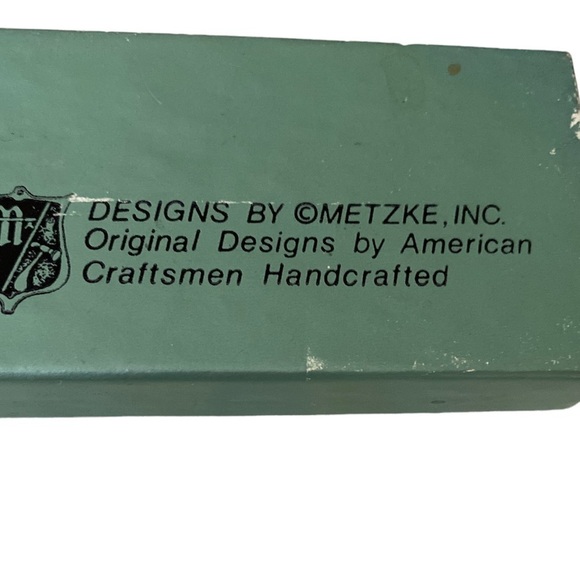 M
DESIGNS BY ©METZKE, INC.
Original Designs by American
Craftsmen Handcrafted